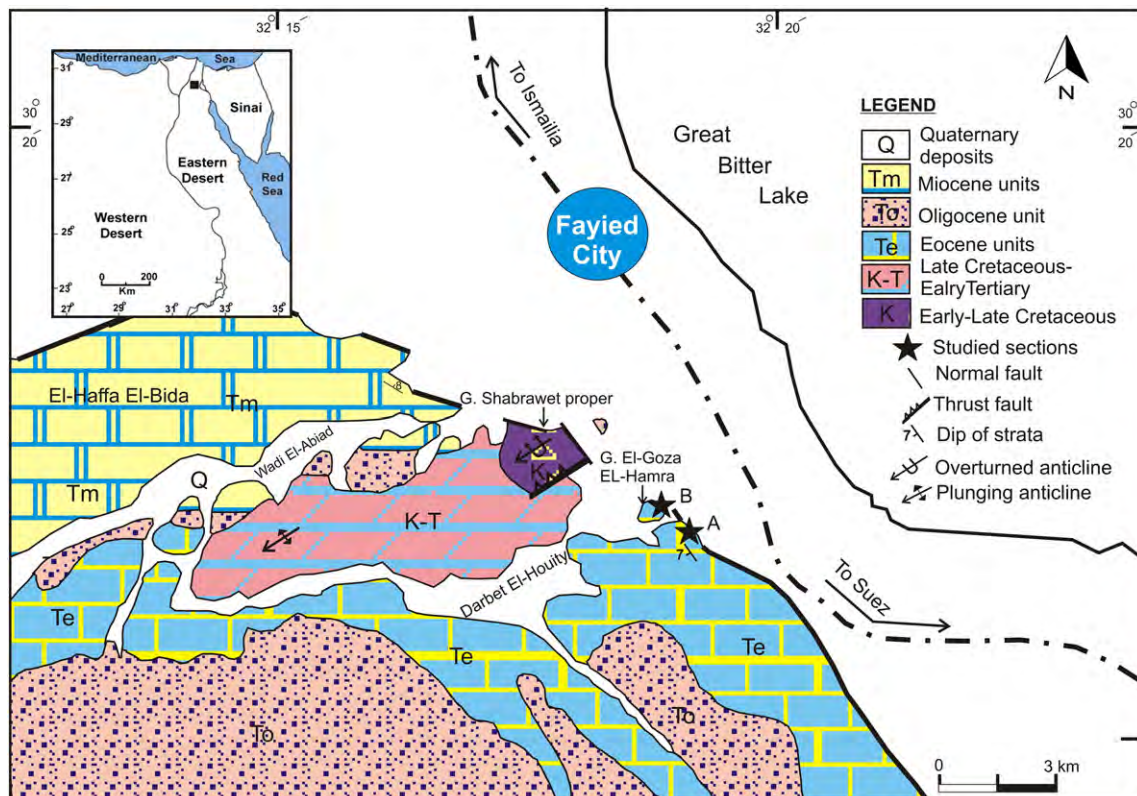 32° 15
32° 20
30° 20
30° 20
N
Mediterranean Sea
31°
29
27
25
23°
Sinai
Eastern
Desert
Red
Sea
Western
Desert
0 200
Km
27° 29° 31° 33° 35°
To Ismailia
Great
Bitter
Lake
Fayied
City
To Suez
LEGEND
Q Quaternary
deposits
Tm Miocene units
To Oligocene unit
Te Eocene units
K-T Late Cretaceous-
EalryTertiary
K Early-Late Cretaceous
Studied sections
Normal fault
Thrust fault
7 Dip of strata
Overturned anticline
Plunging anticline
El-Haffa El-Bida
Tm
8
G. Shabrawet proper
Wadi El-Abiad
K
G. El-Goza
EL-Hamra
B
A
7
Tm
Q
K-T
Darbet El-Houity
Te
Te
Te
To
To
0 3 km